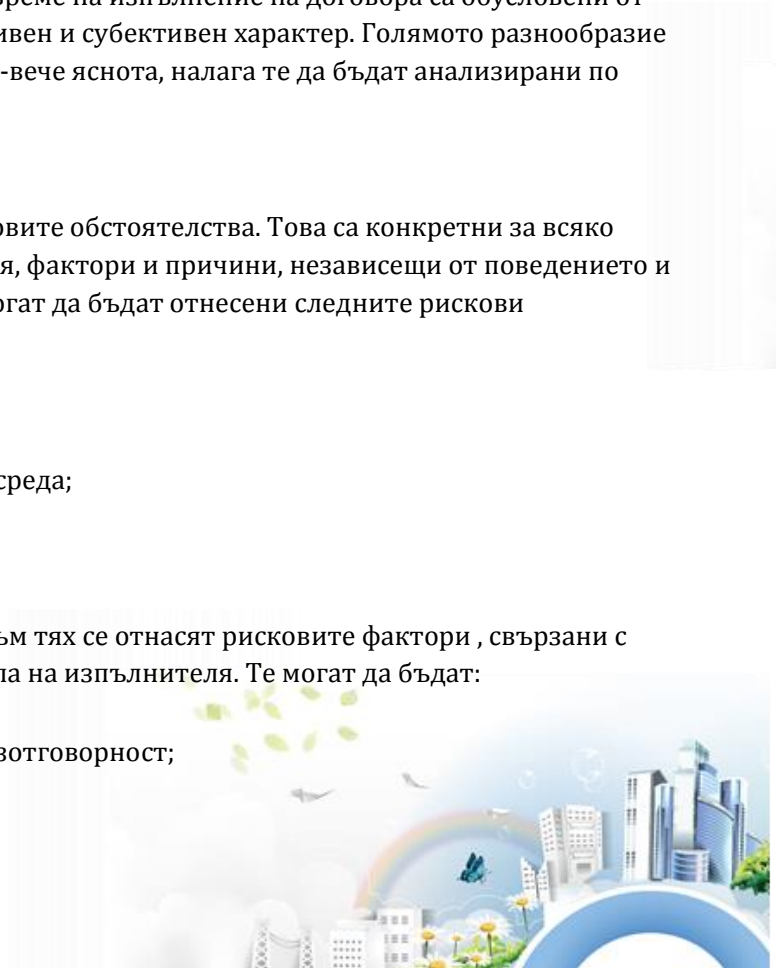 време на изпълнение на договора са обусловени от
ивен и субективен характер. Голямото разнообразие
-вече яснота, налага те да бъдат анализирани по
овите обстоятелства. Това са конкретни за всяко
я, фактори и причини, независещи от поведението и
огат да бъдат отнесени следните рискови
среда;
ъм тях се отнасят рисковите фактори , свързани с
ла на изпълнителя. Те могат да бъдат:
зотговорност;